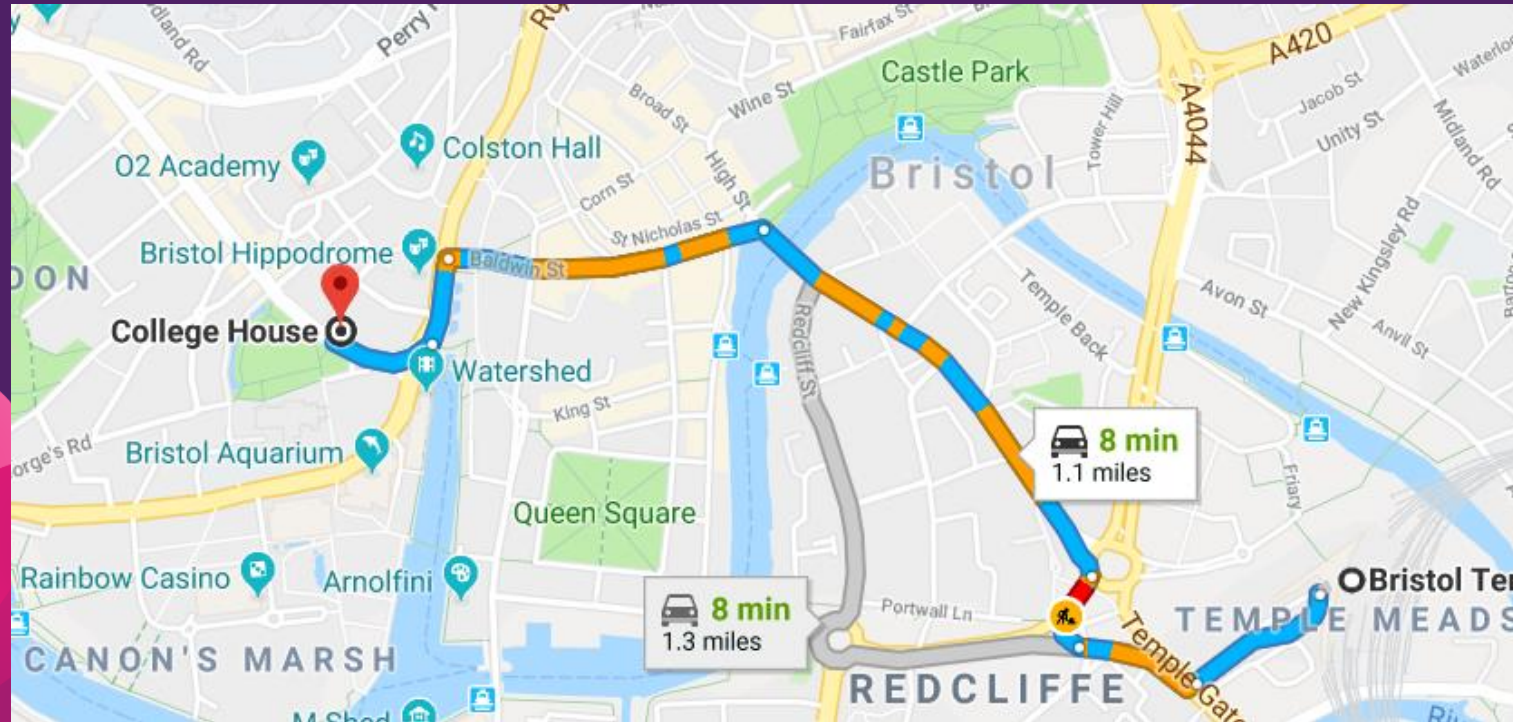 Perry
Fairfax St
A420
Waterloo
Castle Park
Jacob St
Broad St
Wine St
A4044
Tower Hill
Unity St
Midland Rd
O2 Academy
Colston Hall
Bristol
High St
Corn St
St Nicholas St
Bristol Hippodrome
Baldwin St
New Kingsley Rd
Avon St
Temple Back
Anvil St
College House
Redcliff St
Watershed
King St
8 min
1.1 miles
orge's Rd
Bristol Aquarium
Friary
Queen Square
Rainbow Casino
Arnolfini
8 min
1.3 miles
Portwall Ln
Bristol Te
TEMPLE MEADS
Temple Gate
CANON'S MARSH
REDCLIFFE
M Shed